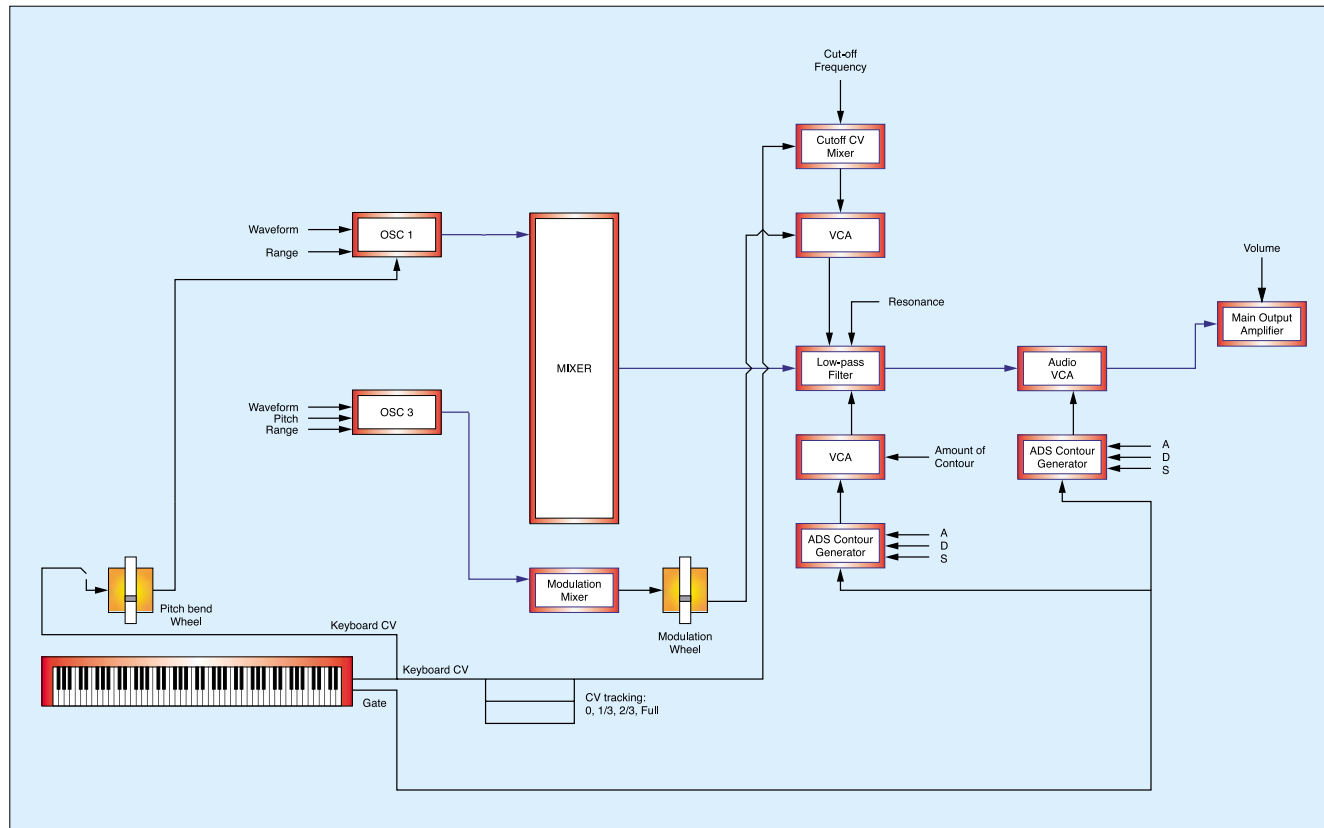 Cut-off
Frequency
Cutoff CV
Mixer
Waveform
OSC 1
Range
VCA
Volume
Resonance
Main Output
Amplifier
MIXER
Low-pass
Filter
Audio
VCA
Waveform
Pitch
Range
OSC 3
VCA
Amount of
Contour
ADS Contour
Generator
A
D
S
ADS Contour
Generator
A
D
S
Modulation
Mixer
Pitch bend
Wheel
Keyboard CV
Modulation
Wheel
Keyboard CV
Gate
CV tracking:
0, 1/3, 2/3, Full